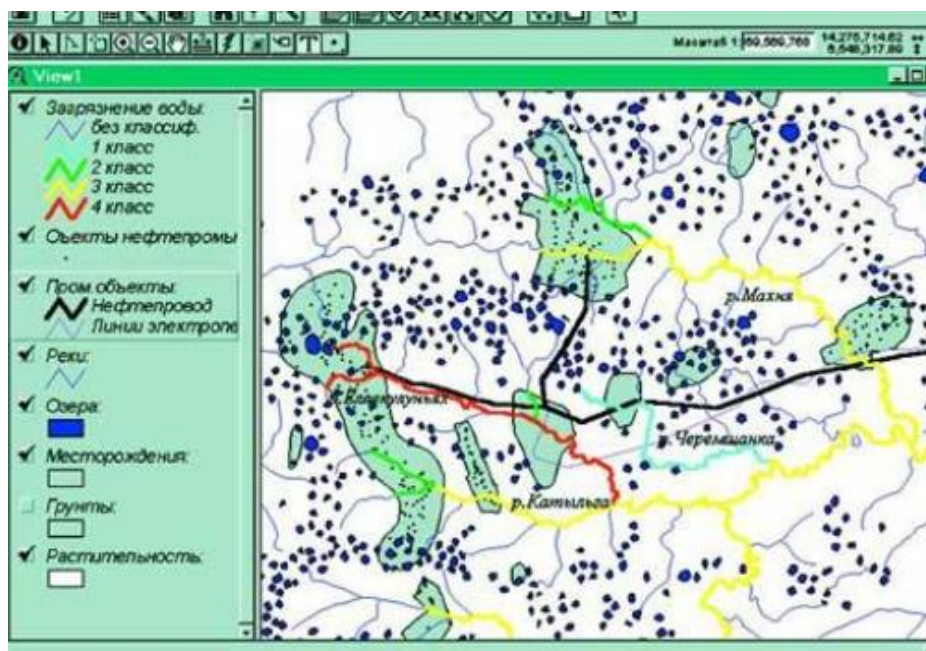 Масштаб 1:
View1
Загрязнение воды:
без классиф.
1 класс
2 класс
3 класс
4 класс
Оьекты нефтепромы
Пром.объекты:
Нефтепровод
Линии электропе
Реки:
Озера:
Месторождения:
Грунты:
Растительность:
р.Махня
р.Черемшанка
р.Катыльга